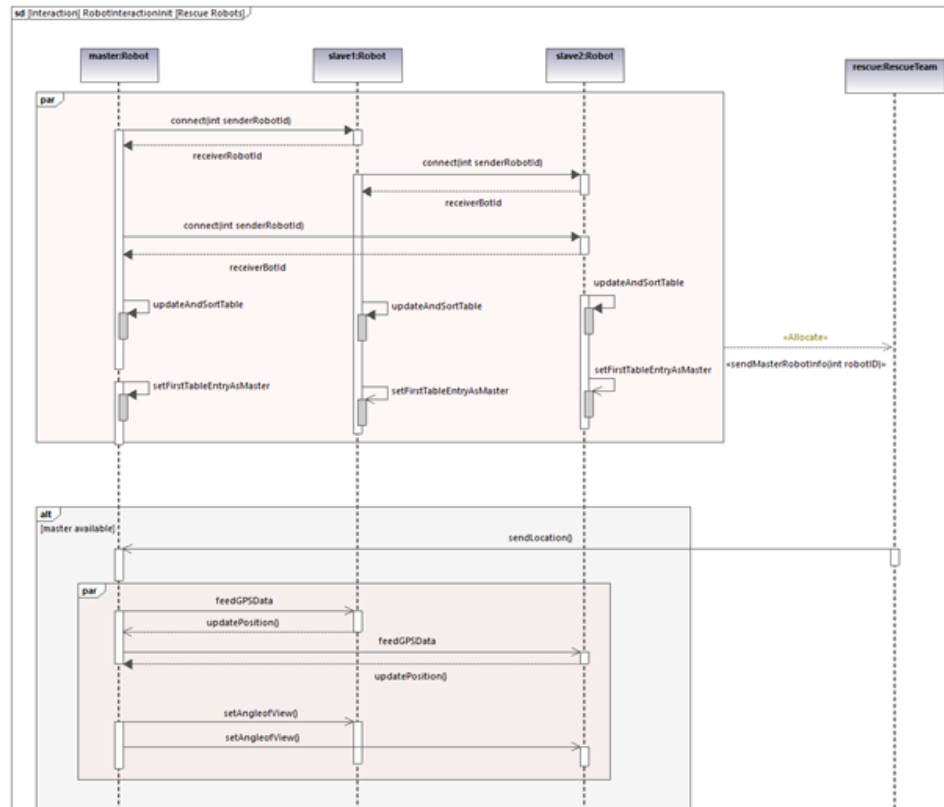 sd [Interaction] RobotInteractionInit [Rescue Robots]
master:Robot
slave1:Robot
slave2:Robot
rescue:RescueTeam
par
connect(int senderRobotId)
receiverRobotId
connect(int senderRobotId)
receiverBotId
connect(int senderRobotId)
receiverBotId
updateAndSortTable
updateAndSortTable
updateAndSortTable
«Allocate»
«sendMasterRobotInfo(int robotID)»
setFirstTableEntryAsMaster
setFirstTableEntryAsMaster
setFirstTableEntryAsMaster
alt
[master available]
sendLocation()
par
feedGPSData
updatePosition()
feedGPSData
updatePosition()
setAngleofView()
setAngleofView()